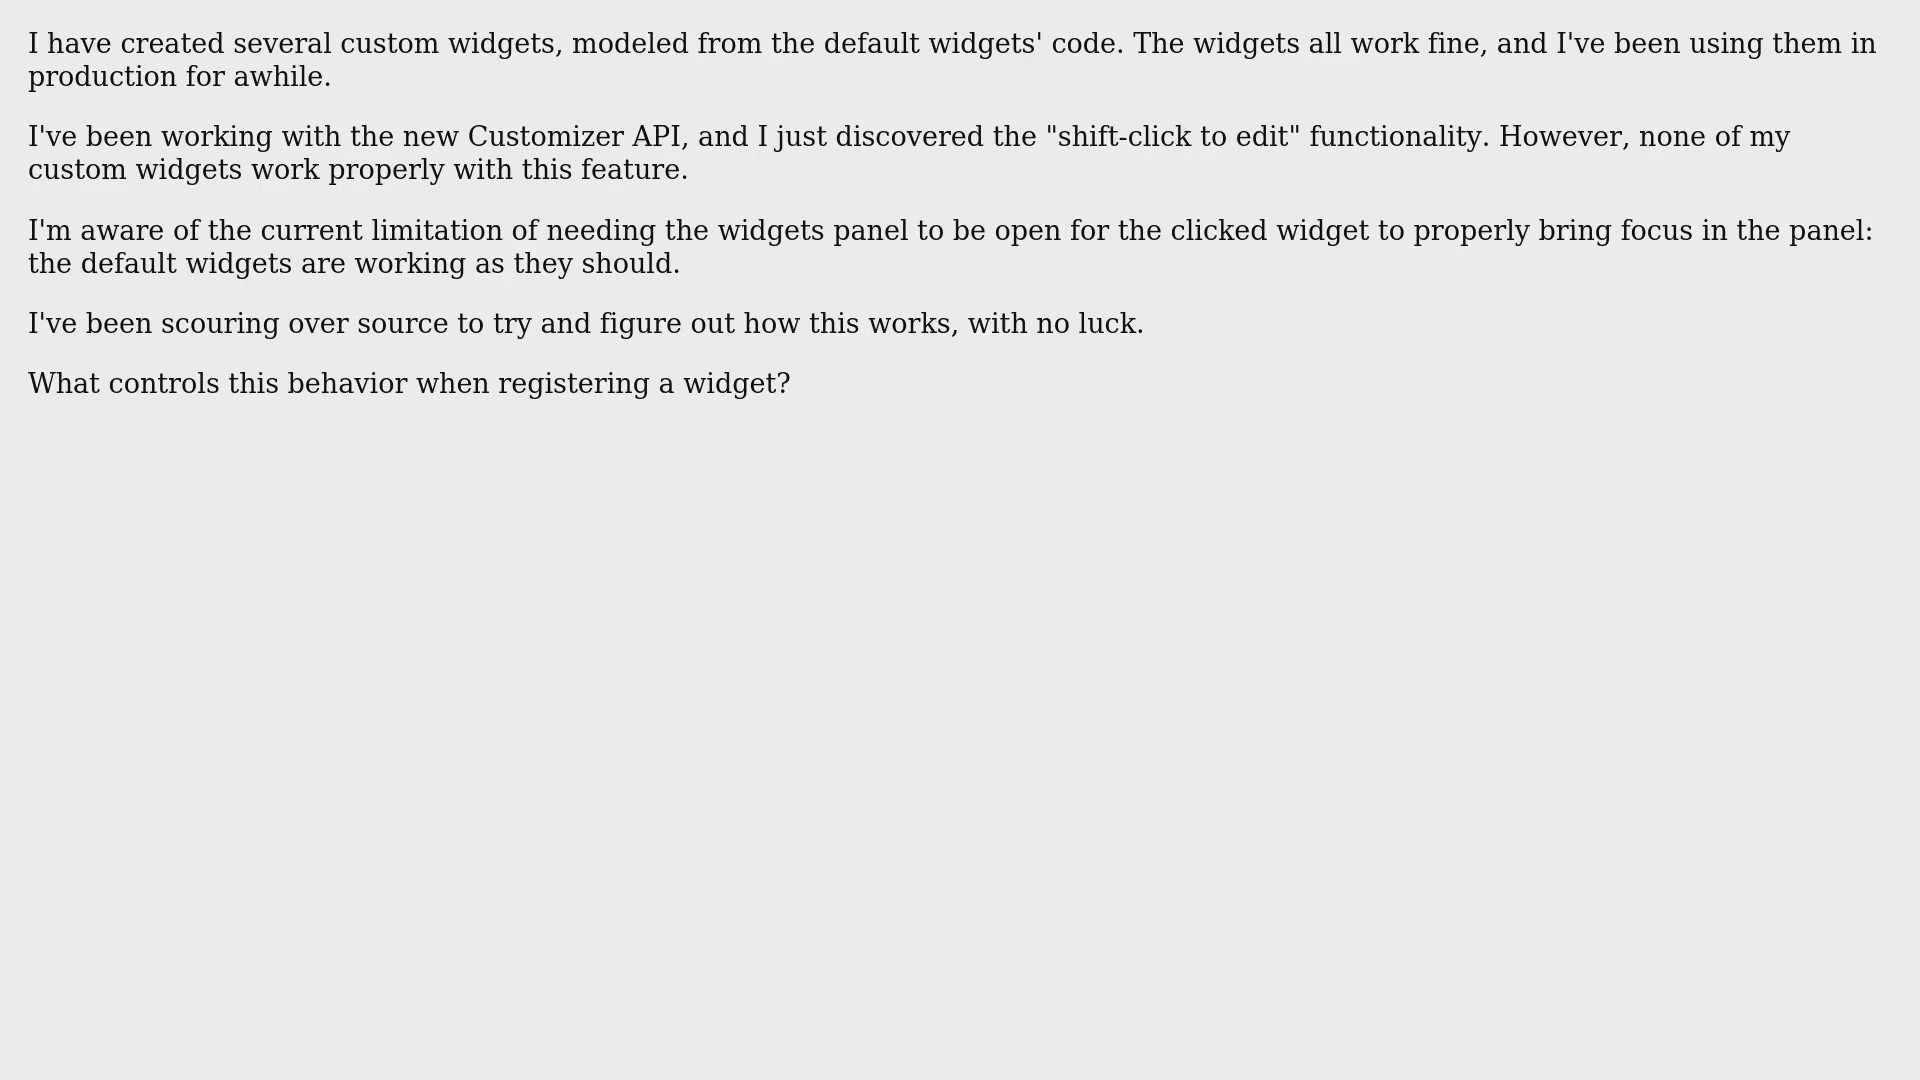 I have created several custom widgets, modeled from the default widgets' code. The widgets all work fine, and I've been using them in
production for awhile.
I've been working with the new Customizer API, and I just discovered the "shift-click to edit" functionality. However, none of my
custom widgets work properly with this feature.
I'm aware of the current limitation of needing the widgets panel to be open for the clicked widget to properly bring focus in the panel:
the default widgets are working as they should.
I've been scouring over source to try and figure out how this works, with no luck.
What controls this behavior when registering a widget?